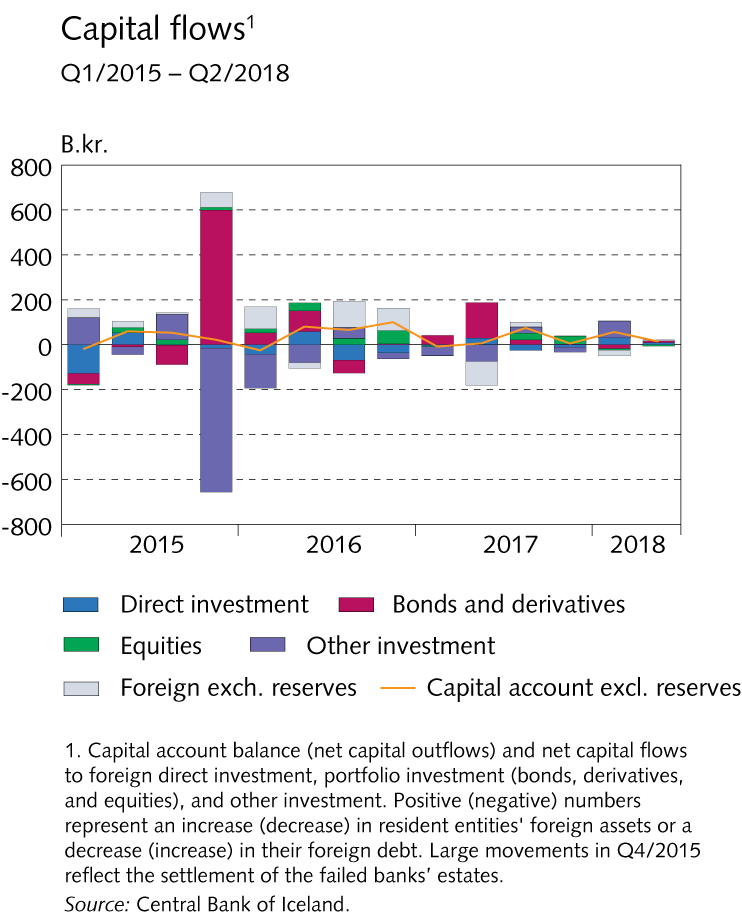 Capital flows¹
Q1/2015 – Q2/2018
B.kr.
800
600
400
200
0
-200
-400
-600
-800
2015 2016 2017 2018
Direct investment Bonds and derivatives
Equities Other investment
Foreign exch. reserves Capital account excl. reserves
1. Capital account balance (net capital outflows) and net capital flows
to foreign direct investment, portfolio investment (bonds, derivatives,
and equities), and other investment. Positive (negative) numbers
represent an increase (decrease) in resident entities' foreign assets or a
decrease (increase) in their foreign debt. Large movements in Q4/2015
reflect the settlement of the failed banks’ estates.
Source: Central Bank of Iceland.